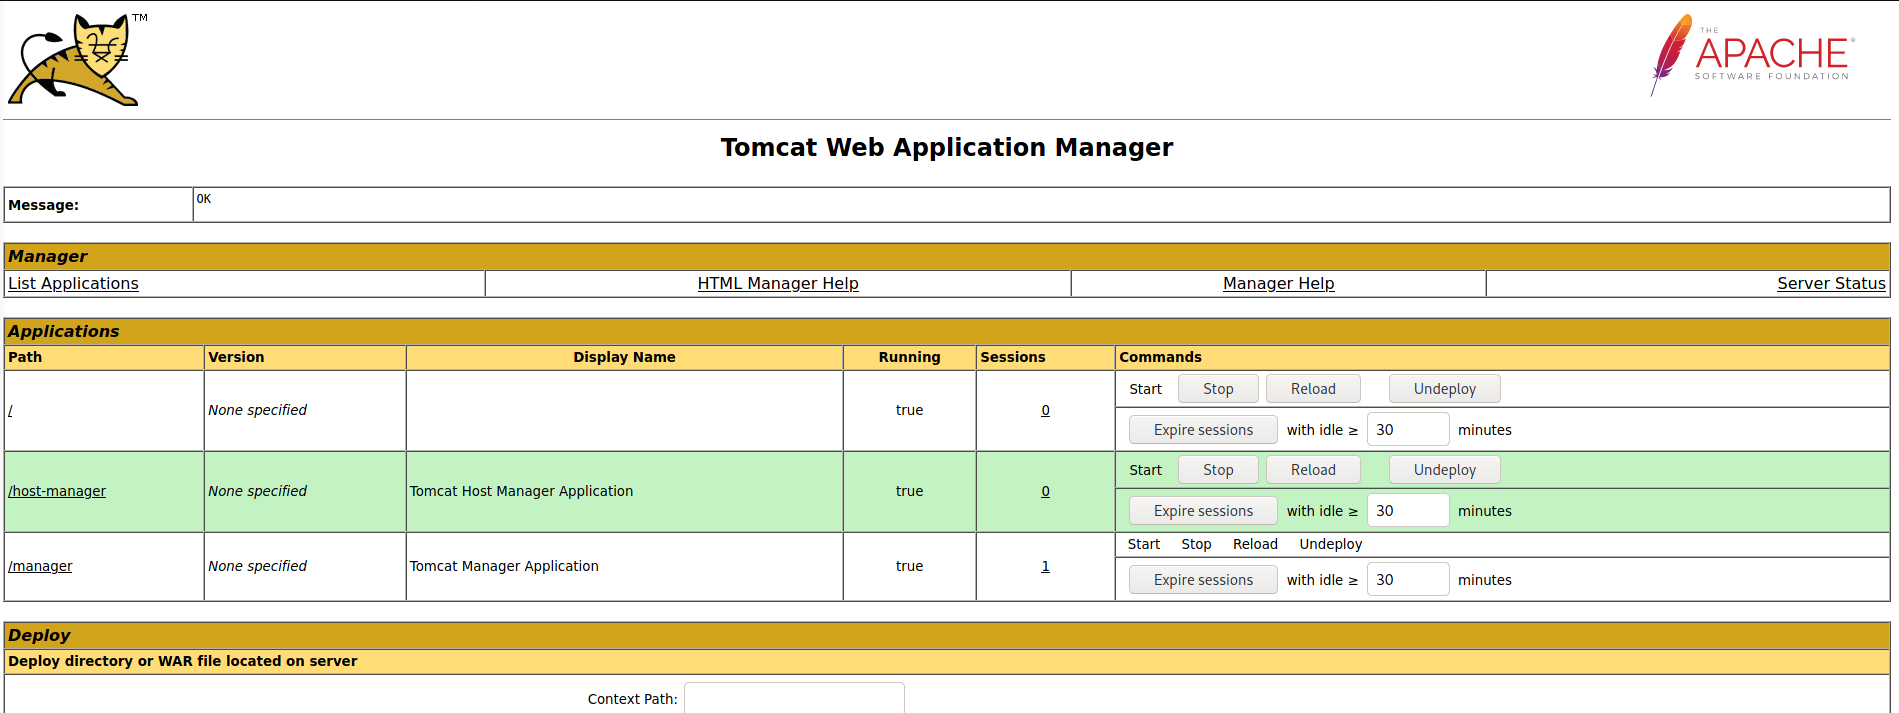 TM
THE
APACHE®
SOFTWARE FOUNDATION
Tomcat Web Application Manager
Message: OK
Manager
List Applications HTML Manager Help Manager Help Server Status
Applications
Path Version Display Name Running Sessions Commands
/ None specified true 0 Start Stop Reload Undeploy
Expire sessions with idle ≥ 30 minutes
/host-manager None specified Tomcat Host Manager Application true 0 Start Stop Reload Undeploy
Expire sessions with idle ≥ 30 minutes
/manager None specified Tomcat Manager Application true 1 Start Stop Reload Undeploy
Expire sessions with idle ≥ 30 minutes
Deploy
Deploy directory or WAR file located on server
Context Path: